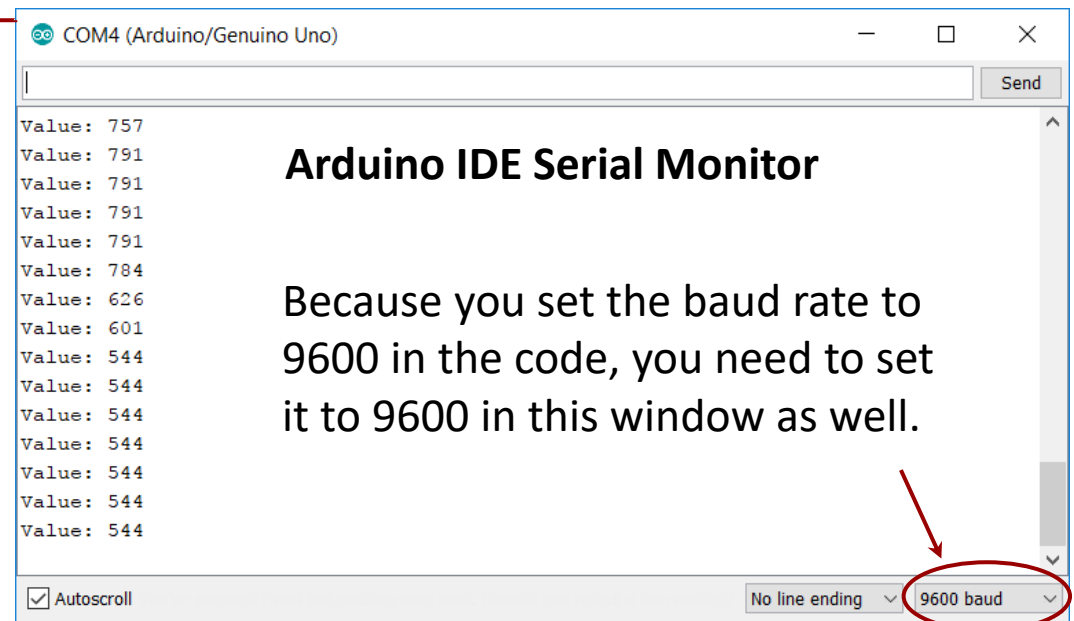 COM4 (Arduino/Genuino Uno)
Send
Value: 757
Value: 791
Value: 791
Value: 791
Value: 791
Value: 784
Value: 626
Value: 601
Value: 544
Value: 544
Value: 544
Value: 544
Value: 544
Value: 544
Value: 544
Arduino IDE Serial Monitor
Because you set the baud rate to
9600 in the code, you need to set
it to 9600 in this window as well.
Autoscroll
No line ending
9600 baud